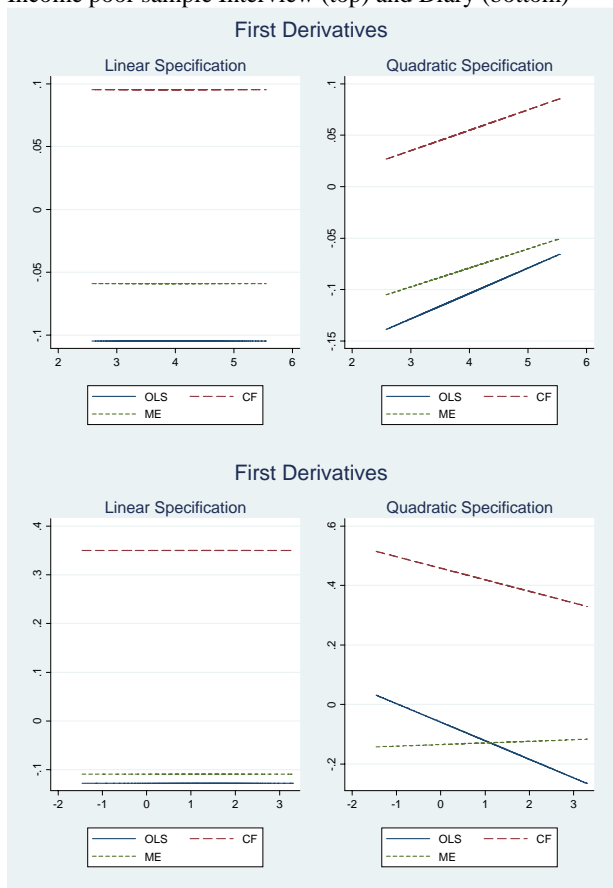 Income poor sample Interview (top) and Diary (bottom)
First Derivatives
Linear Specification
.1
.05
0
-.05
-.1
2 3 4 5 6
OLS CF
ME
Quadratic Specification
.1
.05
0
-.05
-.1
-.15
2 3 4 5 6
OLS CF
ME
First Derivatives
Linear Specification
.4
.3
.2
.1
0
-.1
-2 -1 0 1 2 3
OLS CF
ME
Quadratic Specification
.6
.4
.2
0
-.2
-2 -1 0 1 2 3
OLS CF
ME